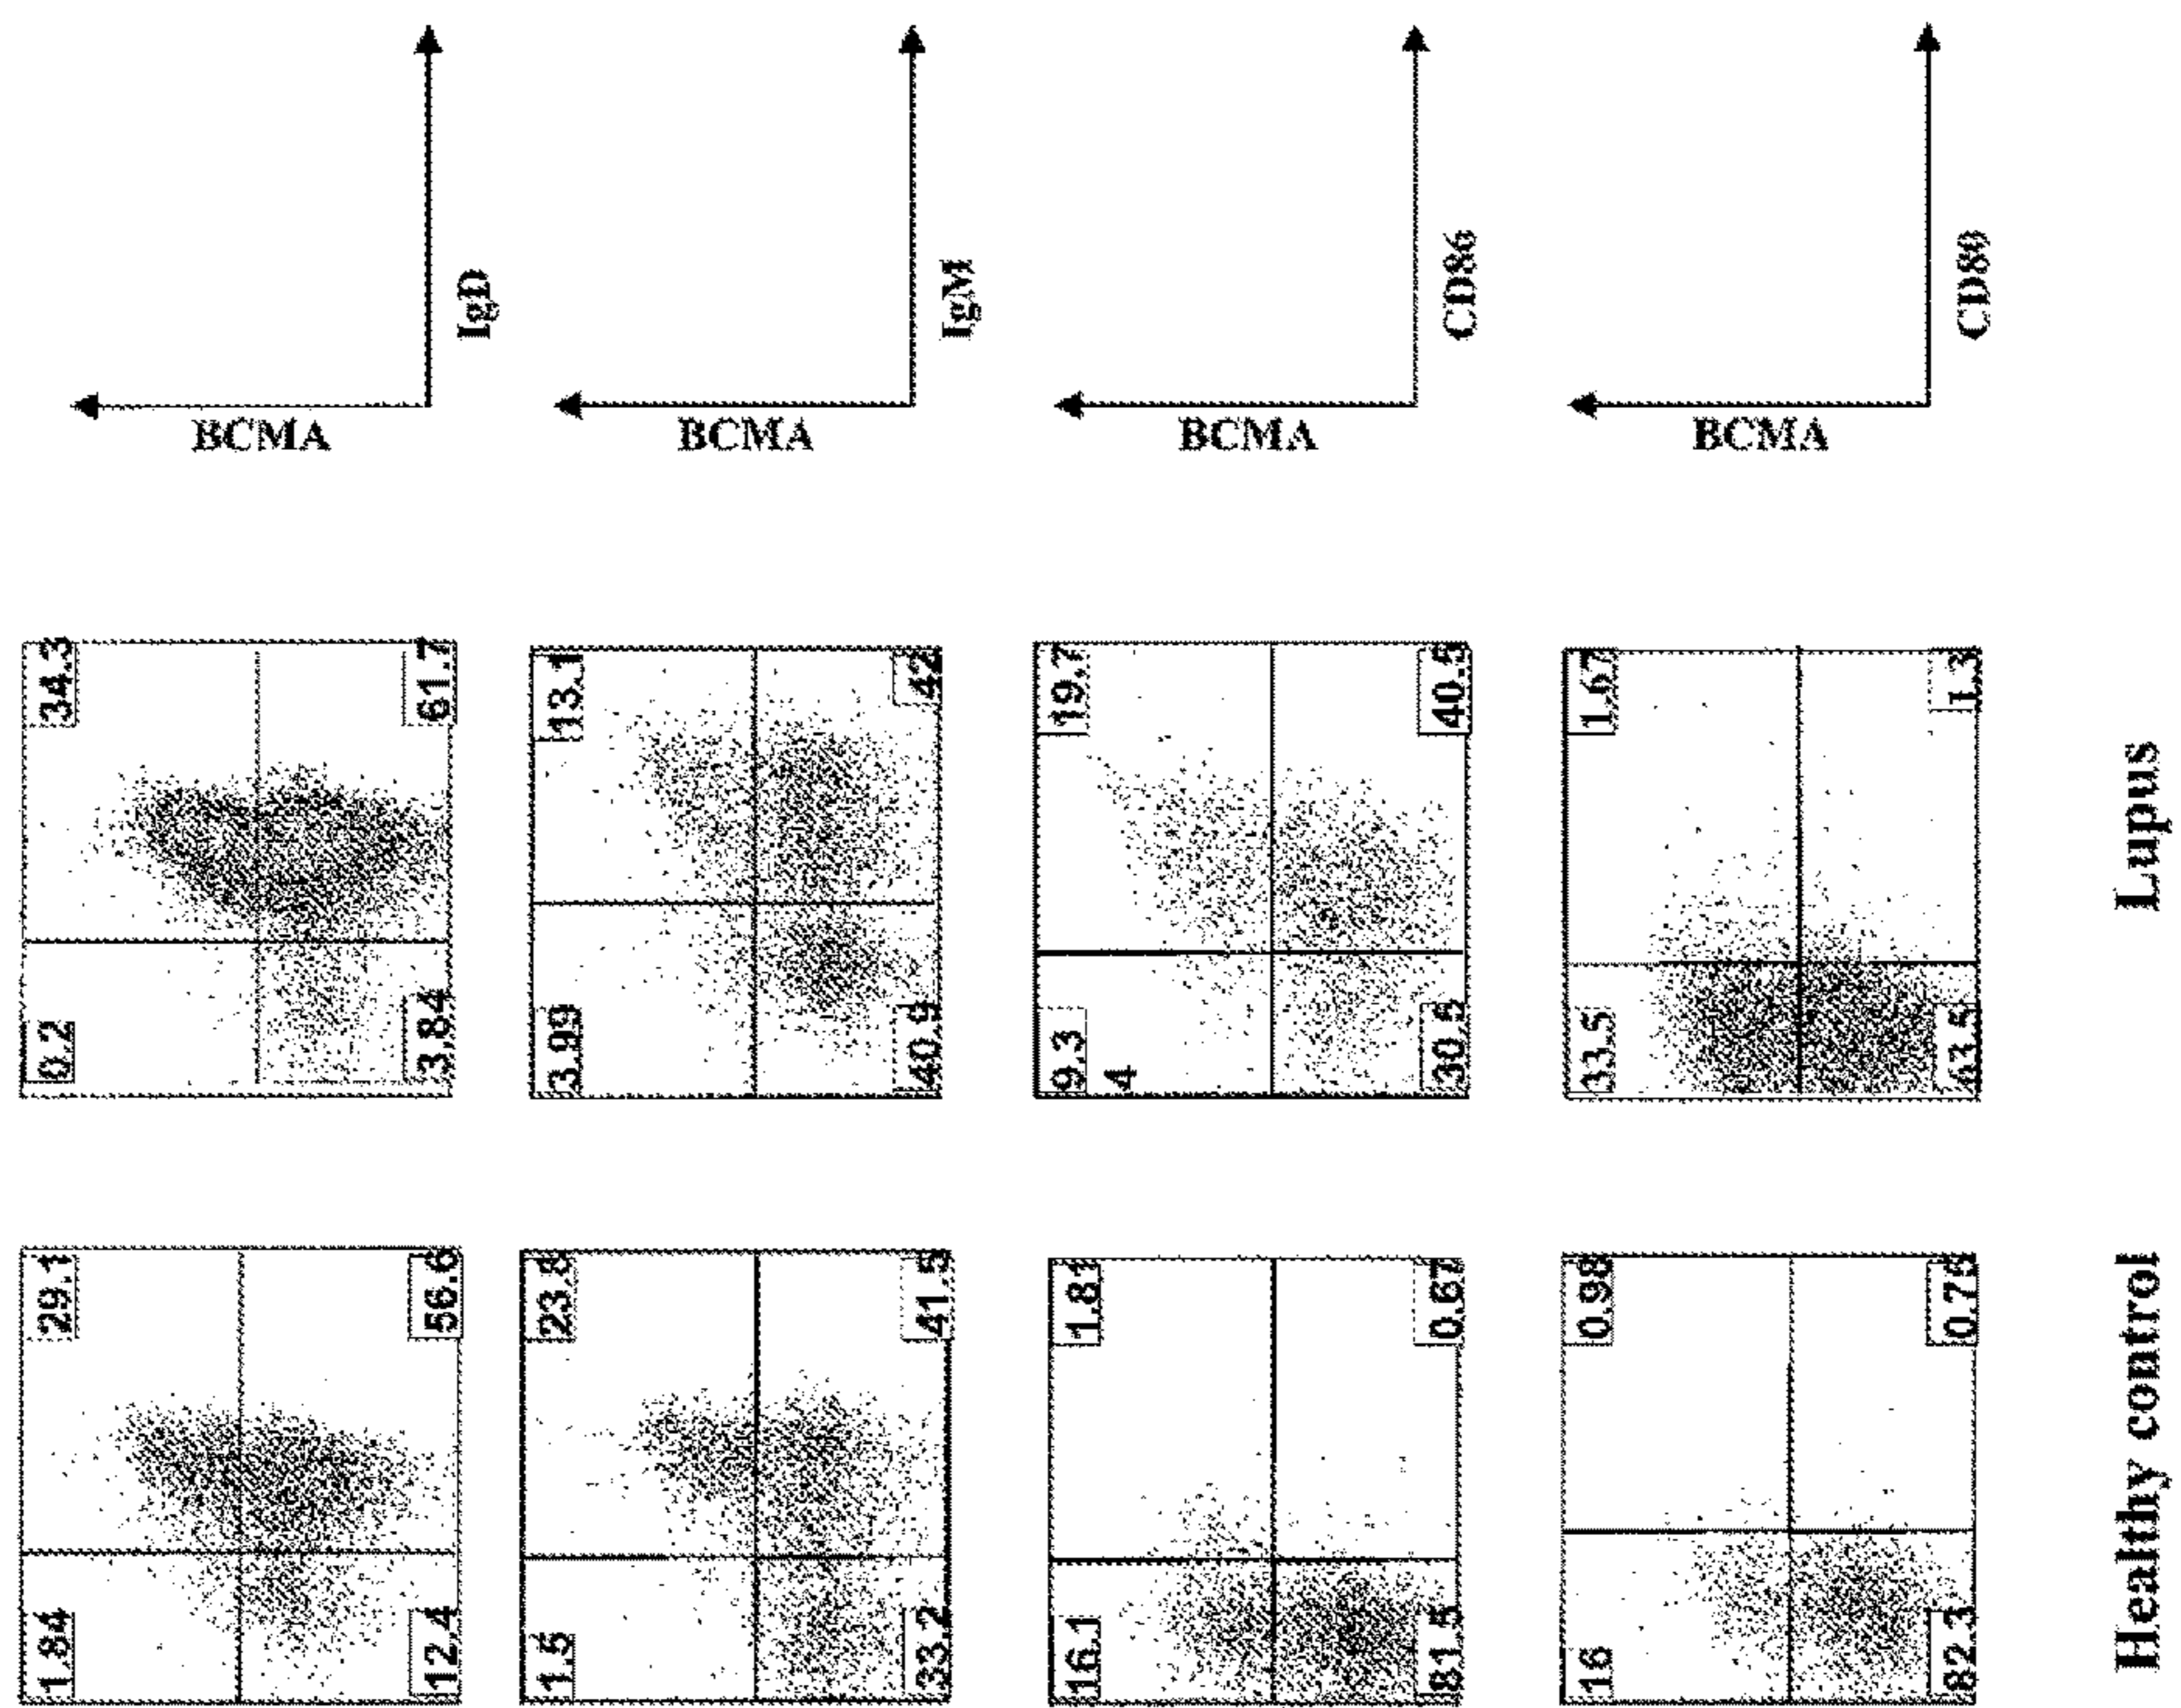 1.84 29.1
12.4 56.6
0.2 34.3
3.84 61.7
BCMA
IgD
1.5 23.8
33.2 41.5
3.99 13.1
40.9 42
BCMA
IgM
16.1 1.81
81.5 0.67
9.3 19.7
4
30.5 40.5
BCMA
CD86
16 0.98
82.3 0.75
33.5 1.67
63.5 1.3
BCMA
CD80
Healthy control
Lupus